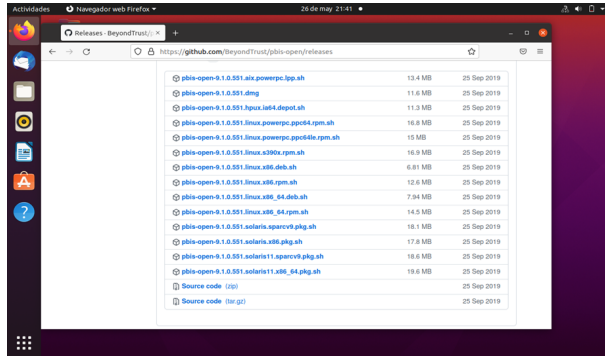 Actividades Navegador web Firefox 26 de may 21:41
Releases · BeyondTrust/p
https://github.com/BeyondTrust/pbis-open/releases
pbis-open-9.1.0.551.aix.powerpc.lpp.sh 13.4 MB 25 Sep 2019
pbis-open-9.1.0.551.dmg 11.6 MB 25 Sep 2019
pbis-open-9.1.0.551.hpux.ia64.depot.sh 11.3 MB 25 Sep 2019
pbis-open-9.1.0.551.linux.powerpc.ppc64.rpm.sh 16.8 MB 25 Sep 2019
pbis-open-9.1.0.551.linux.powerpc.ppc64le.rpm.sh 15 MB 25 Sep 2019
pbis-open-9.1.0.551.linux.s390x.rpm.sh 16.9 MB 25 Sep 2019
pbis-open-9.1.0.551.linux.x86.deb.sh 6.81 MB 25 Sep 2019
pbis-open-9.1.0.551.linux.x86.rpm.sh 12.6 MB 25 Sep 2019
pbis-open-9.1.0.551.linux.x86_64.deb.sh 7.94 MB 25 Sep 2019
pbis-open-9.1.0.551.linux.x86_64.rpm.sh 14.5 MB 25 Sep 2019
pbis-open-9.1.0.551.solaris.sparcv9.pkg.sh 18.1 MB 25 Sep 2019
pbis-open-9.1.0.551.solaris.x86.pkg.sh 17.8 MB 25 Sep 2019
pbis-open-9.1.0.551.solaris11.sparcv9.pkg.sh 18.6 MB 25 Sep 2019
pbis-open-9.1.0.551.solaris11.x86_64.pkg.sh 19.6 MB 25 Sep 2019
Source code (zip) 25 Sep 2019
Source code (tar.gz) 25 Sep 2019